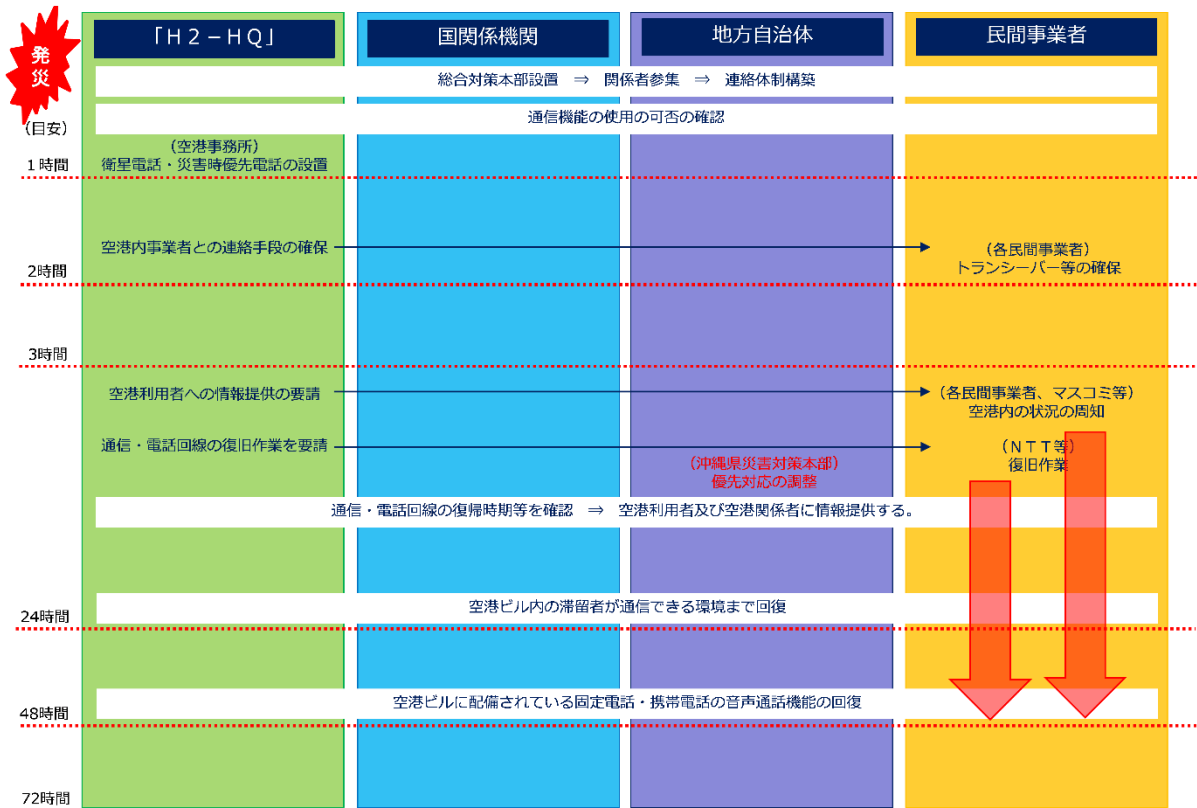 発
災
「Ｈ２－ＨＱ」
国関係機関
地方自治体
民間事業者
総合対策本部設置　⇒　関係者参集　⇒　連絡体制構築
通信機能の使用の可否の確認
（目安）
（空港事務所）
衛星電話・災害時優先電話の設置
１時間
空港内事業者との連絡手段の確保
（各民間事業者）
トランシーバー等の確保
2時間
3時間
空港利用者への情報提供の要請
（各民間事業者、マスコミ等）
空港内の状況の周知
通信・電話回線の復旧作業を要請
（ＮＴＴ等）
復旧作業
（沖縄県災害対策本部）
優先対応の調整
通信・電話回線の復帰時期等を確認　⇒　空港利用者及び空港関係者に情報提供する。
空港ビル内の滞留者が通信できる環境まで回復
24時間
空港ビルに配備されている固定電話・携帯電話の音声通話機能の回復
48時間
72時間